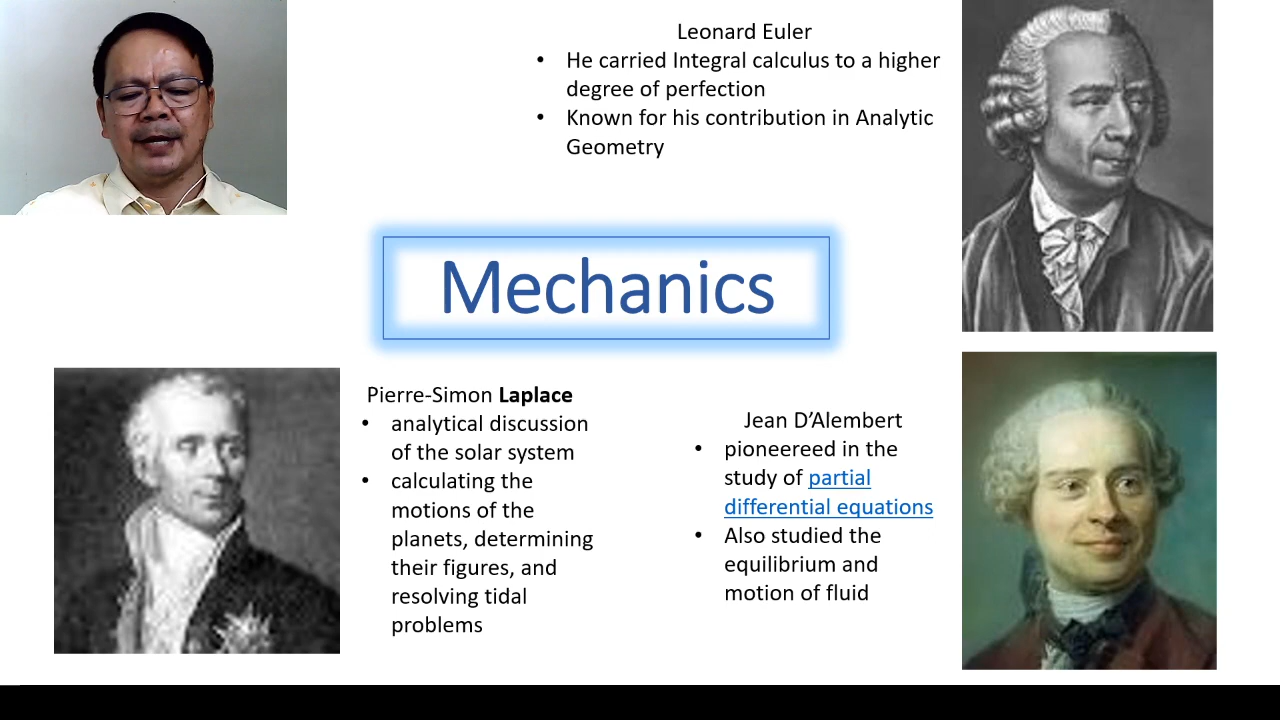 Leonard Euler
• He carried Integral calculus to a higher
degree of perfection
• Known for his contribution in Analytic
Geometry
Mechanics
Pierre-Simon Laplace
• analytical discussion
of the solar system
• calculating the
motions of the
planets, determining
their figures, and
resolving tidal
problems
Jean D’Alembert
• pioneereed in the
study of partial
differential equations
• Also studied the
equilibrium and
motion of fluid